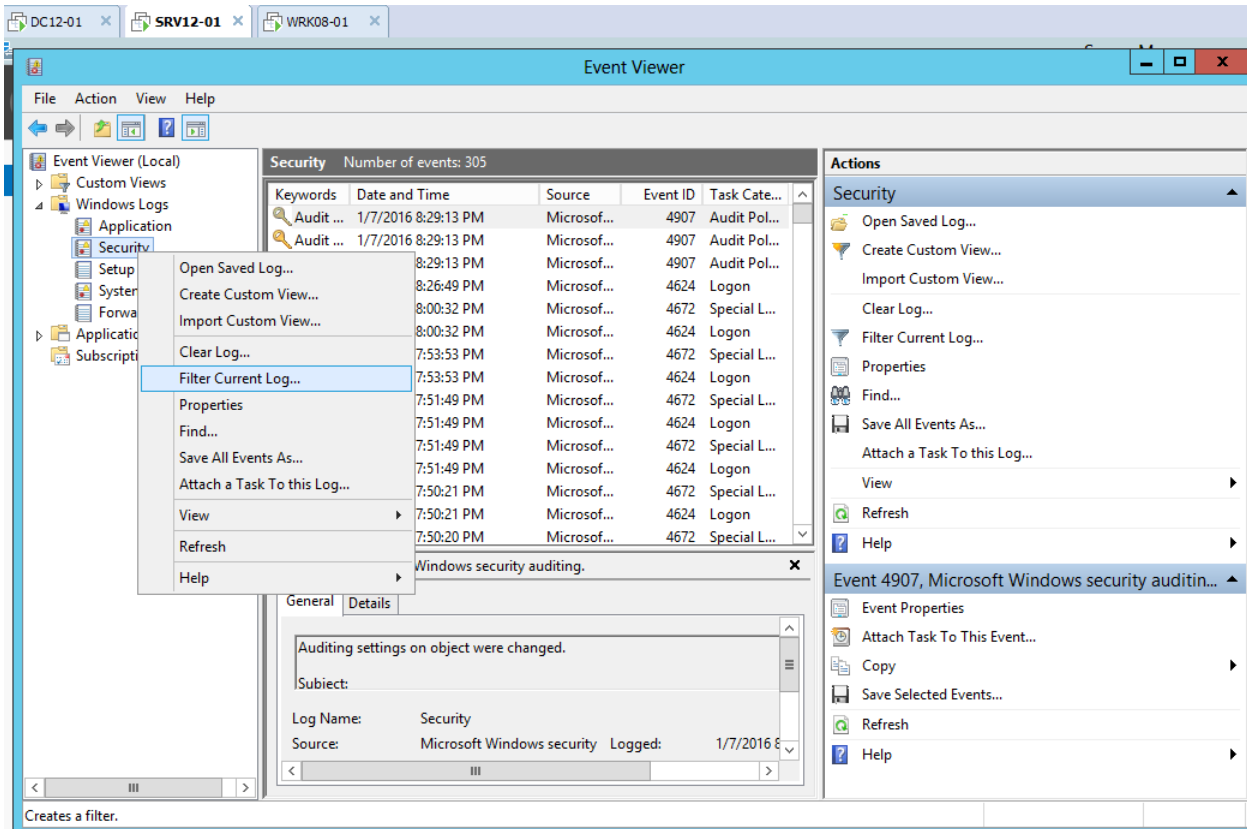 DC12-01 × SRV12-01 × WRK08-01 ×
Event Viewer
File Action View Help
Event Viewer (Local)
Custom Views
Windows Logs
Application
Security
Setup
Open Saved Log...
Create Custom View...
Import Custom View...
Clear Log...
Filter Current Log...
Properties
Find...
Save All Events As...
Attach a Task To this Log...
View
Refresh
Help
Security Number of events: 305
Keywords Date and Time Source Event ID Task Cate...
Audit ... 1/7/2016 8:29:13 PM Microsof... 4907 Audit Pol...
Audit ... 1/7/2016 8:29:13 PM Microsof... 4907 Audit Pol...
8:29:13 PM Microsof... 4907 Audit Pol...
8:26:49 PM Microsof... 4624 Logon
8:00:32 PM Microsof... 4672 Special L...
8:00:32 PM Microsof... 4624 Logon
7:53:53 PM Microsof... 4672 Special L...
7:53:53 PM Microsof... 4624 Logon
7:51:49 PM Microsof... 4672 Special L...
7:51:49 PM Microsof... 4624 Logon
7:51:49 PM Microsof... 4672 Special L...
7:51:49 PM Microsof... 4624 Logon
7:50:21 PM Microsof... 4672 Special L...
7:50:21 PM Microsof... 4624 Logon
7:50:20 PM Microsof... 4672 Special L...
Windows security auditing.
General Details
Auditing settings on object were changed.
Subject:
Log Name: Security
Source: Microsoft Windows security Logged: 1/7/2016 8
Actions
Security
Open Saved Log...
Create Custom View...
Import Custom View...
Clear Log...
Filter Current Log...
Properties
Find...
Save All Events As...
Attach a Task To this Log...
View
Refresh
Help
Event 4907, Microsoft Windows security auditin...
Event Properties
Attach Task To This Event...
Copy
Save Selected Events...
Refresh
Help
Creates a filter.